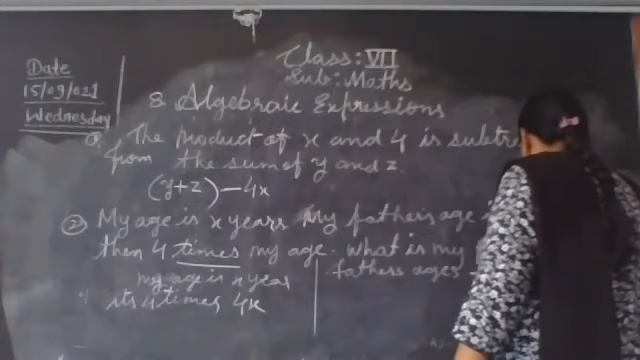 Class: VII
Sub: Maths
Date
15/09/021
Wednesday
8 Algebraic Expressions
The product of x and 4 is subtr
from the sum of y and z.
(y+z) - 4x
② My age is x years My father's age
then 4 times my age. What is my
fathers age
my age is x year
its 4 times 4x